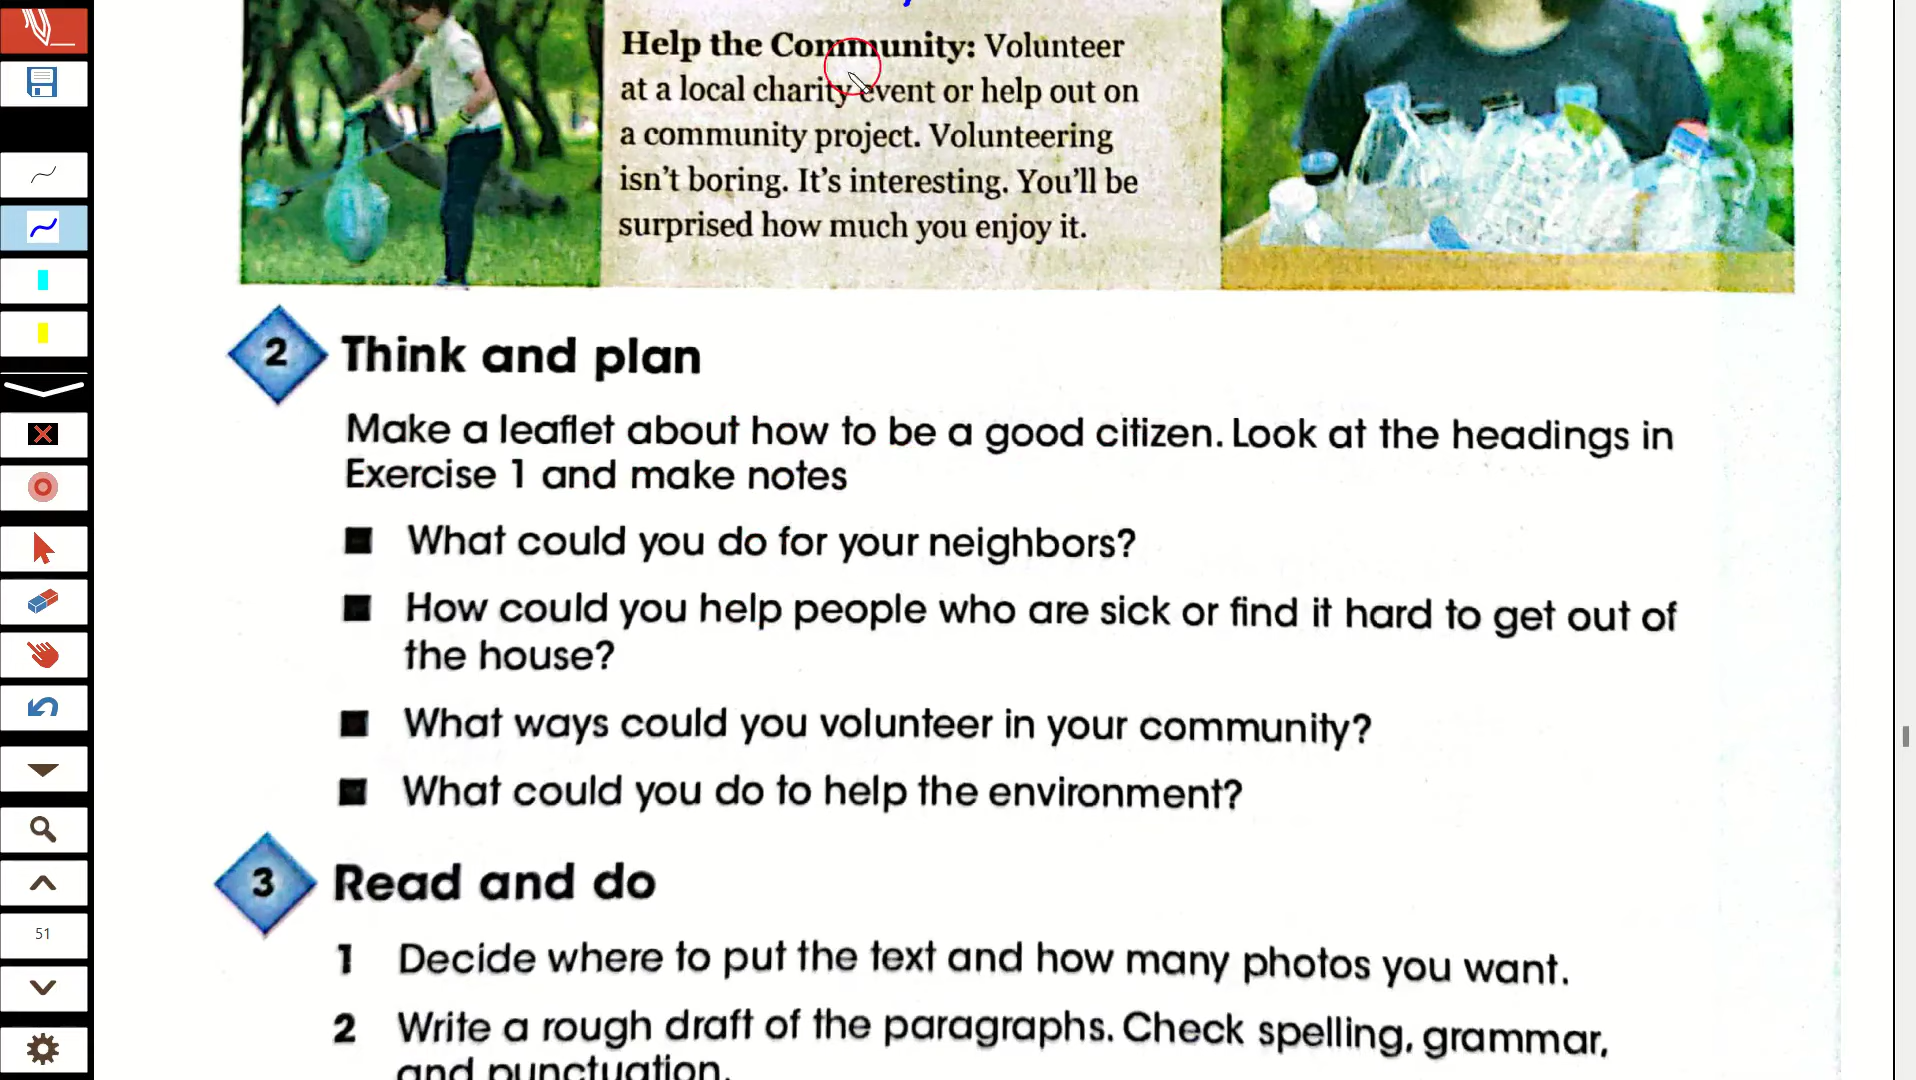 Help the Community: Volunteer
at a local charity event or help out on
a community project. Volunteering
isn't boring. It's interesting. You'll be
surprised how much you enjoy it.
2 Think and plan
Make a leaflet about how to be a good citizen. Look at the headings in
Exercise 1 and make notes
What could you do for your neighbors?
How could you help people who are sick or find it hard to get out of
the house?
What ways could you volunteer in your community?
What could you do to help the environment?
3 Read and do
1 Decide where to put the text and how many photos you want.
2 Write a rough draft of the paragraphs. Check spelling, grammar,
and punctuation.
51